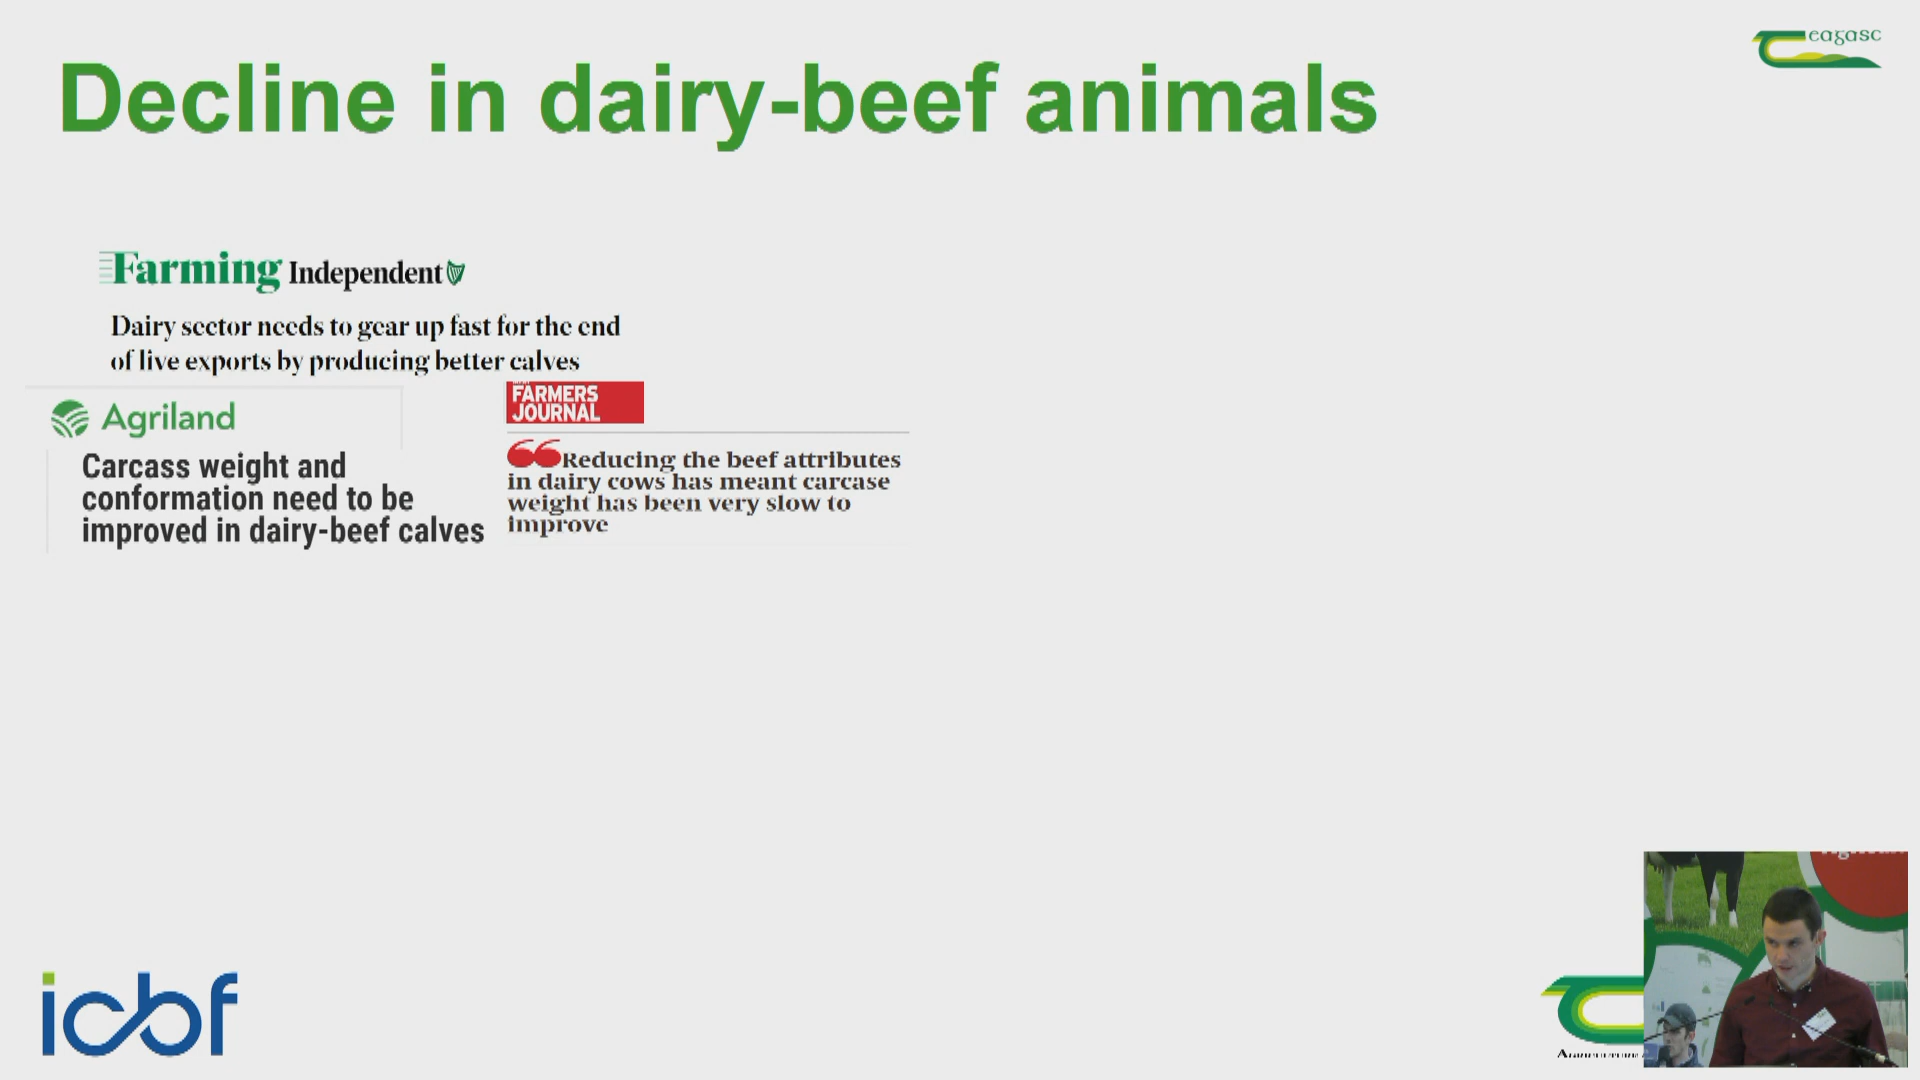 eagasc
Decline in dairy-beef animals
Farming Independent
Dairy sector needs to gear up fast for the end
of live exports by producing better calves
Agriland
Carcass weight and
conformation need to be
improved in dairy-beef calves
FARMERS
JOURNAL
Reducing the beef attributes
in dairy cows has meant carcase
weight has been very slow to
improve
icbf